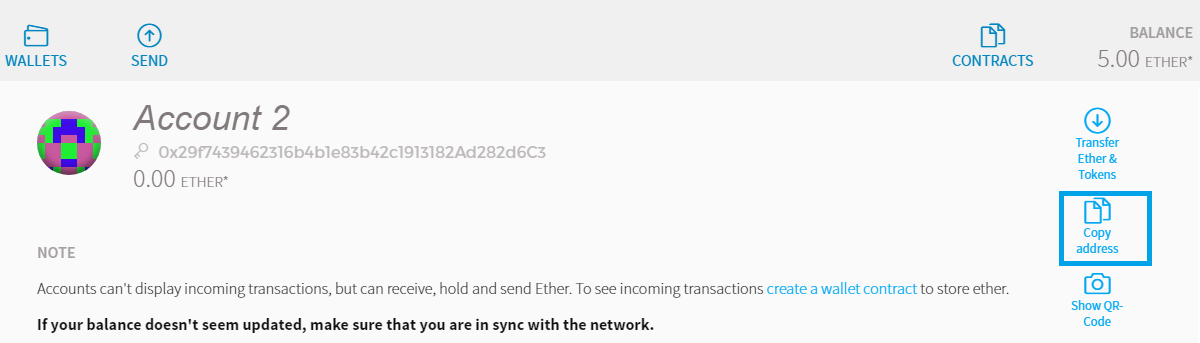 WALLETS
SEND
CONTRACTS
BALANCE
5.00 ETHER*
Account 2
0x29f7439462316b4b1e83b42c1913182Ad282d6C3
0.00 ETHER*
Transfer
Ether &
Tokens
Copy
address
Show QR-
Code
NOTE
Accounts can't display incoming transactions, but can receive, hold and send Ether. To see incoming transactions create a wallet contract to store ether.
If your balance doesn't seem updated, make sure that you are in sync with the network.